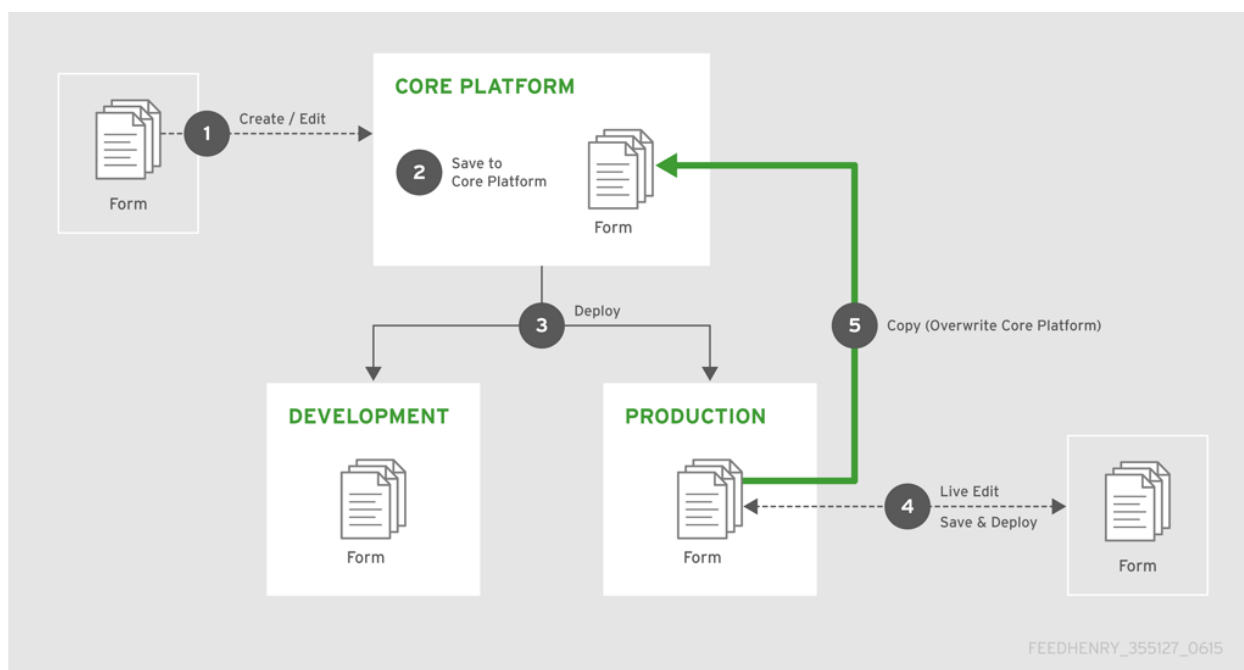 CORE PLATFORM
1
Create / Edit
Form
2
Save to
Core Platform
Form
3
Deploy
5
Copy (Overwrite Core Platform)
DEVELOPMENT
Form
PRODUCTION
Form
4
Live Edit
Save & Deploy
Form
FEEDHENRY_355127_0615